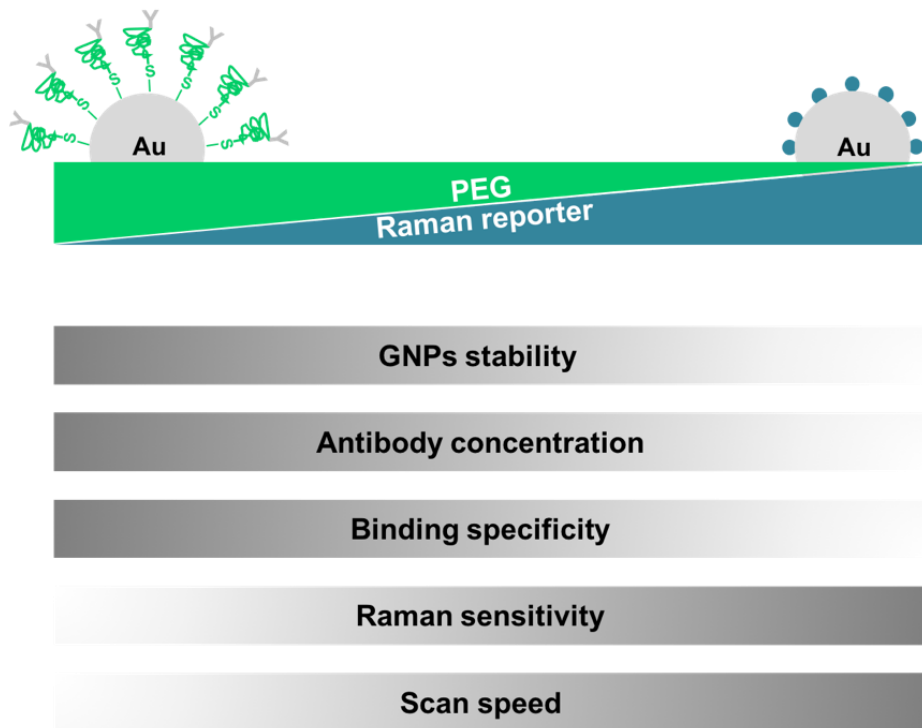 S S S S S S S
Au
Au
PEG
Raman reporter
GNPs stability
Antibody concentration
Binding specificity
Raman sensitivity
Scan speed